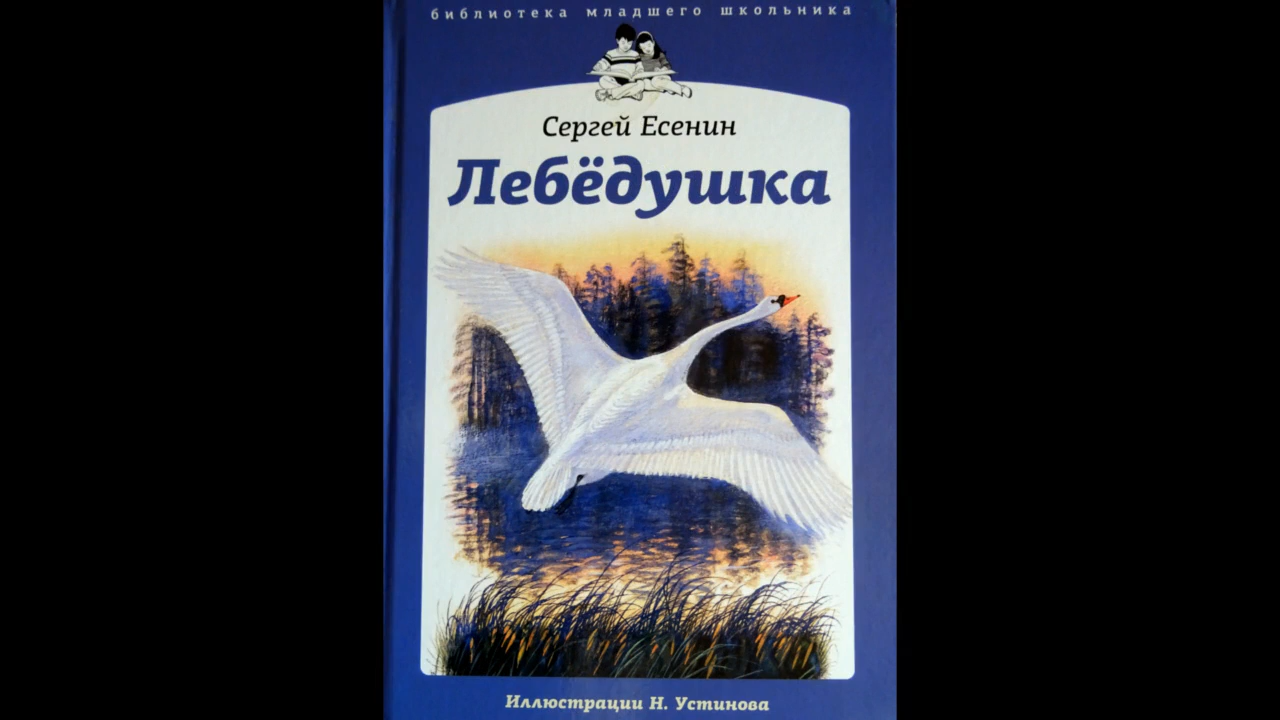 библиотека младшего школьника
Сергей Есенин
Лебёдушка
Иллюстрации Н. Устинова